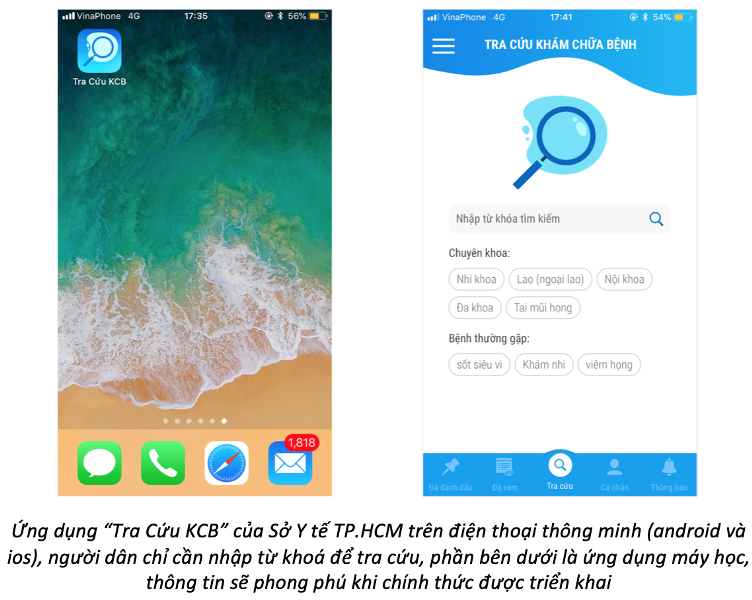 VinaPhone 4G 17:35 56%
Tra Cứu KCB
1,818
VinaPhone 4G 17:41 54%
TRA CỨU KHÁM CHỮA BỆNH
Nhập từ khóa tìm kiếm
Chuyên khoa:
Nhi khoa Lao (ngoại lao) Nội khoa
Đa khoa Tai mũi họng
Bệnh thường gặp:
sốt siêu vi Khám nhi viêm họng
Đã đánh dấu Đã xem Tra cứu Cá nhân Thông báo
Ứng dụng “Tra Cứu KCB” của Sở Y tế TP.HCM trên điện thoại thông minh (android và
ios), người dân chỉ cần nhập từ khoá để tra cứu, phần bên dưới là ứng dụng máy học,
thông tin sẽ phong phú khi chính thức được triển khai